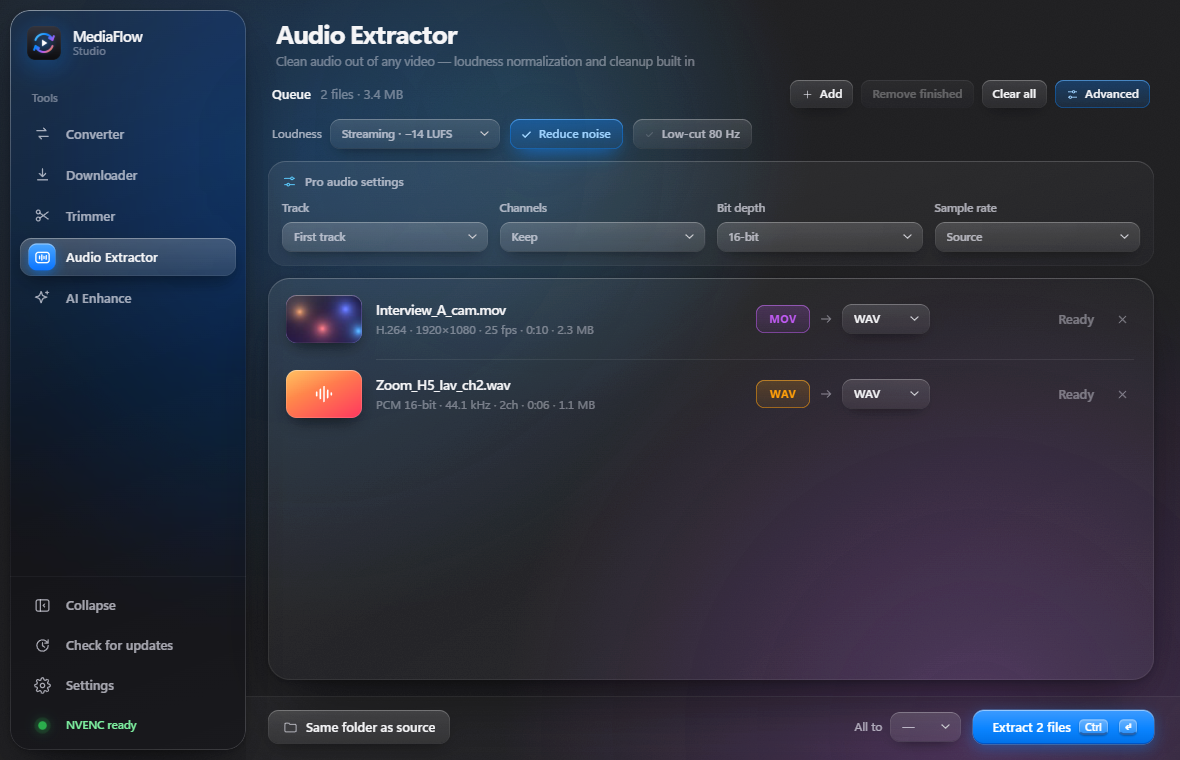 MediaFlow
Studio
Tools
Converter
Downloader
Trimmer
Audio Extractor
AI Enhance
Collapse
Check for updates
Settings
NVENC ready
Audio Extractor
Clean audio out of any video — loudness normalization and cleanup built in
Queue 2 files · 3.4 MB
Add Remove finished Clear all Advanced
Loudness Streaming · −14 LUFS Reduce noise Low-cut 80 Hz
Pro audio settings
Track Channels Bit depth Sample rate
First track Keep 16-bit Source
Interview_A_cam.mov
H.264 · 1920×1080 · 25 fps · 0:10 · 2.3 MB
MOV → WAV Ready
Zoom_H5_lav_ch2.wav
PCM 16-bit · 44.1 kHz · 2ch · 0:06 · 1.1 MB
WAV → WAV Ready
Same folder as source All to — Extract 2 files Ctrl ⏎